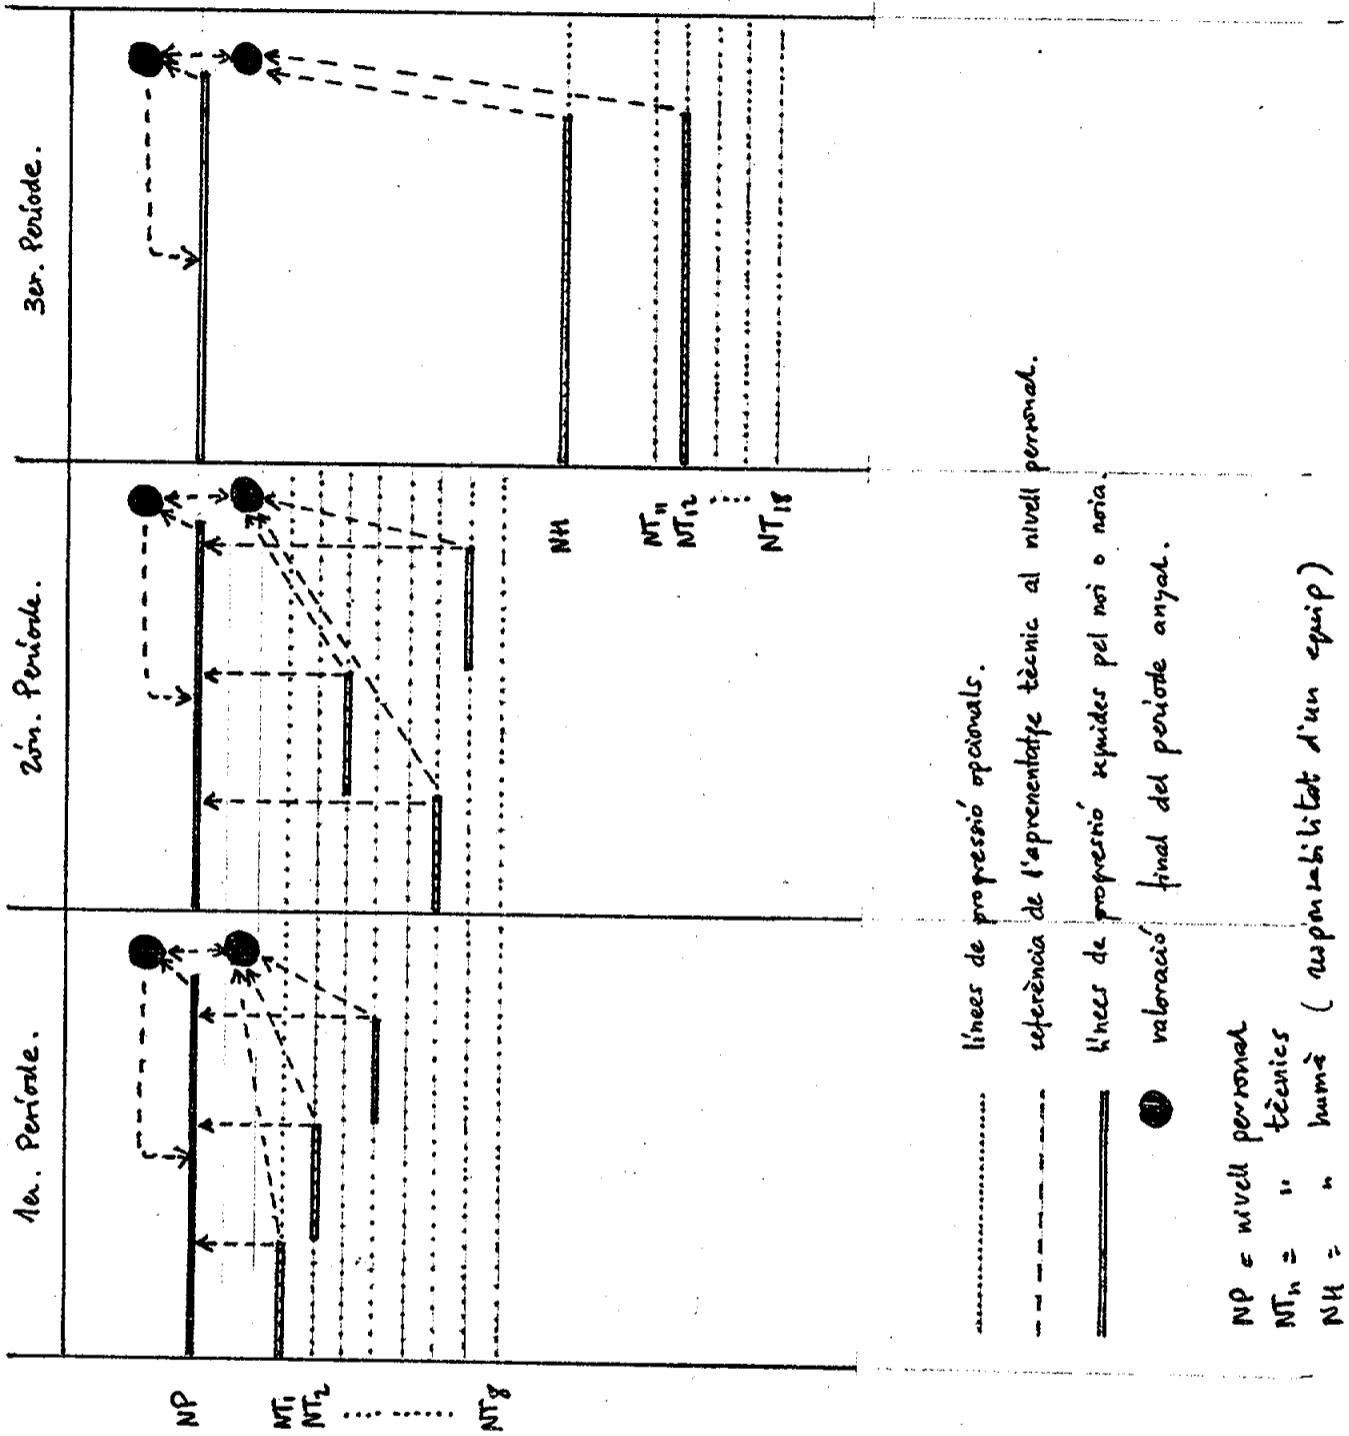 1er. Període.
2ón. Període.
3er. Període.
NP
NT1
NT2
NT8
NH
NT11
NT12
NT18
línees de progressió opcionals.
referència de l'aprenentatge tècnic al nivell personal.
línees de progresió seguides pel noi o noia.
valoració final del període anyal.
NP = nivell personal
NTn = " tècnics
NH = " humà (responsabilitat d'un equip)